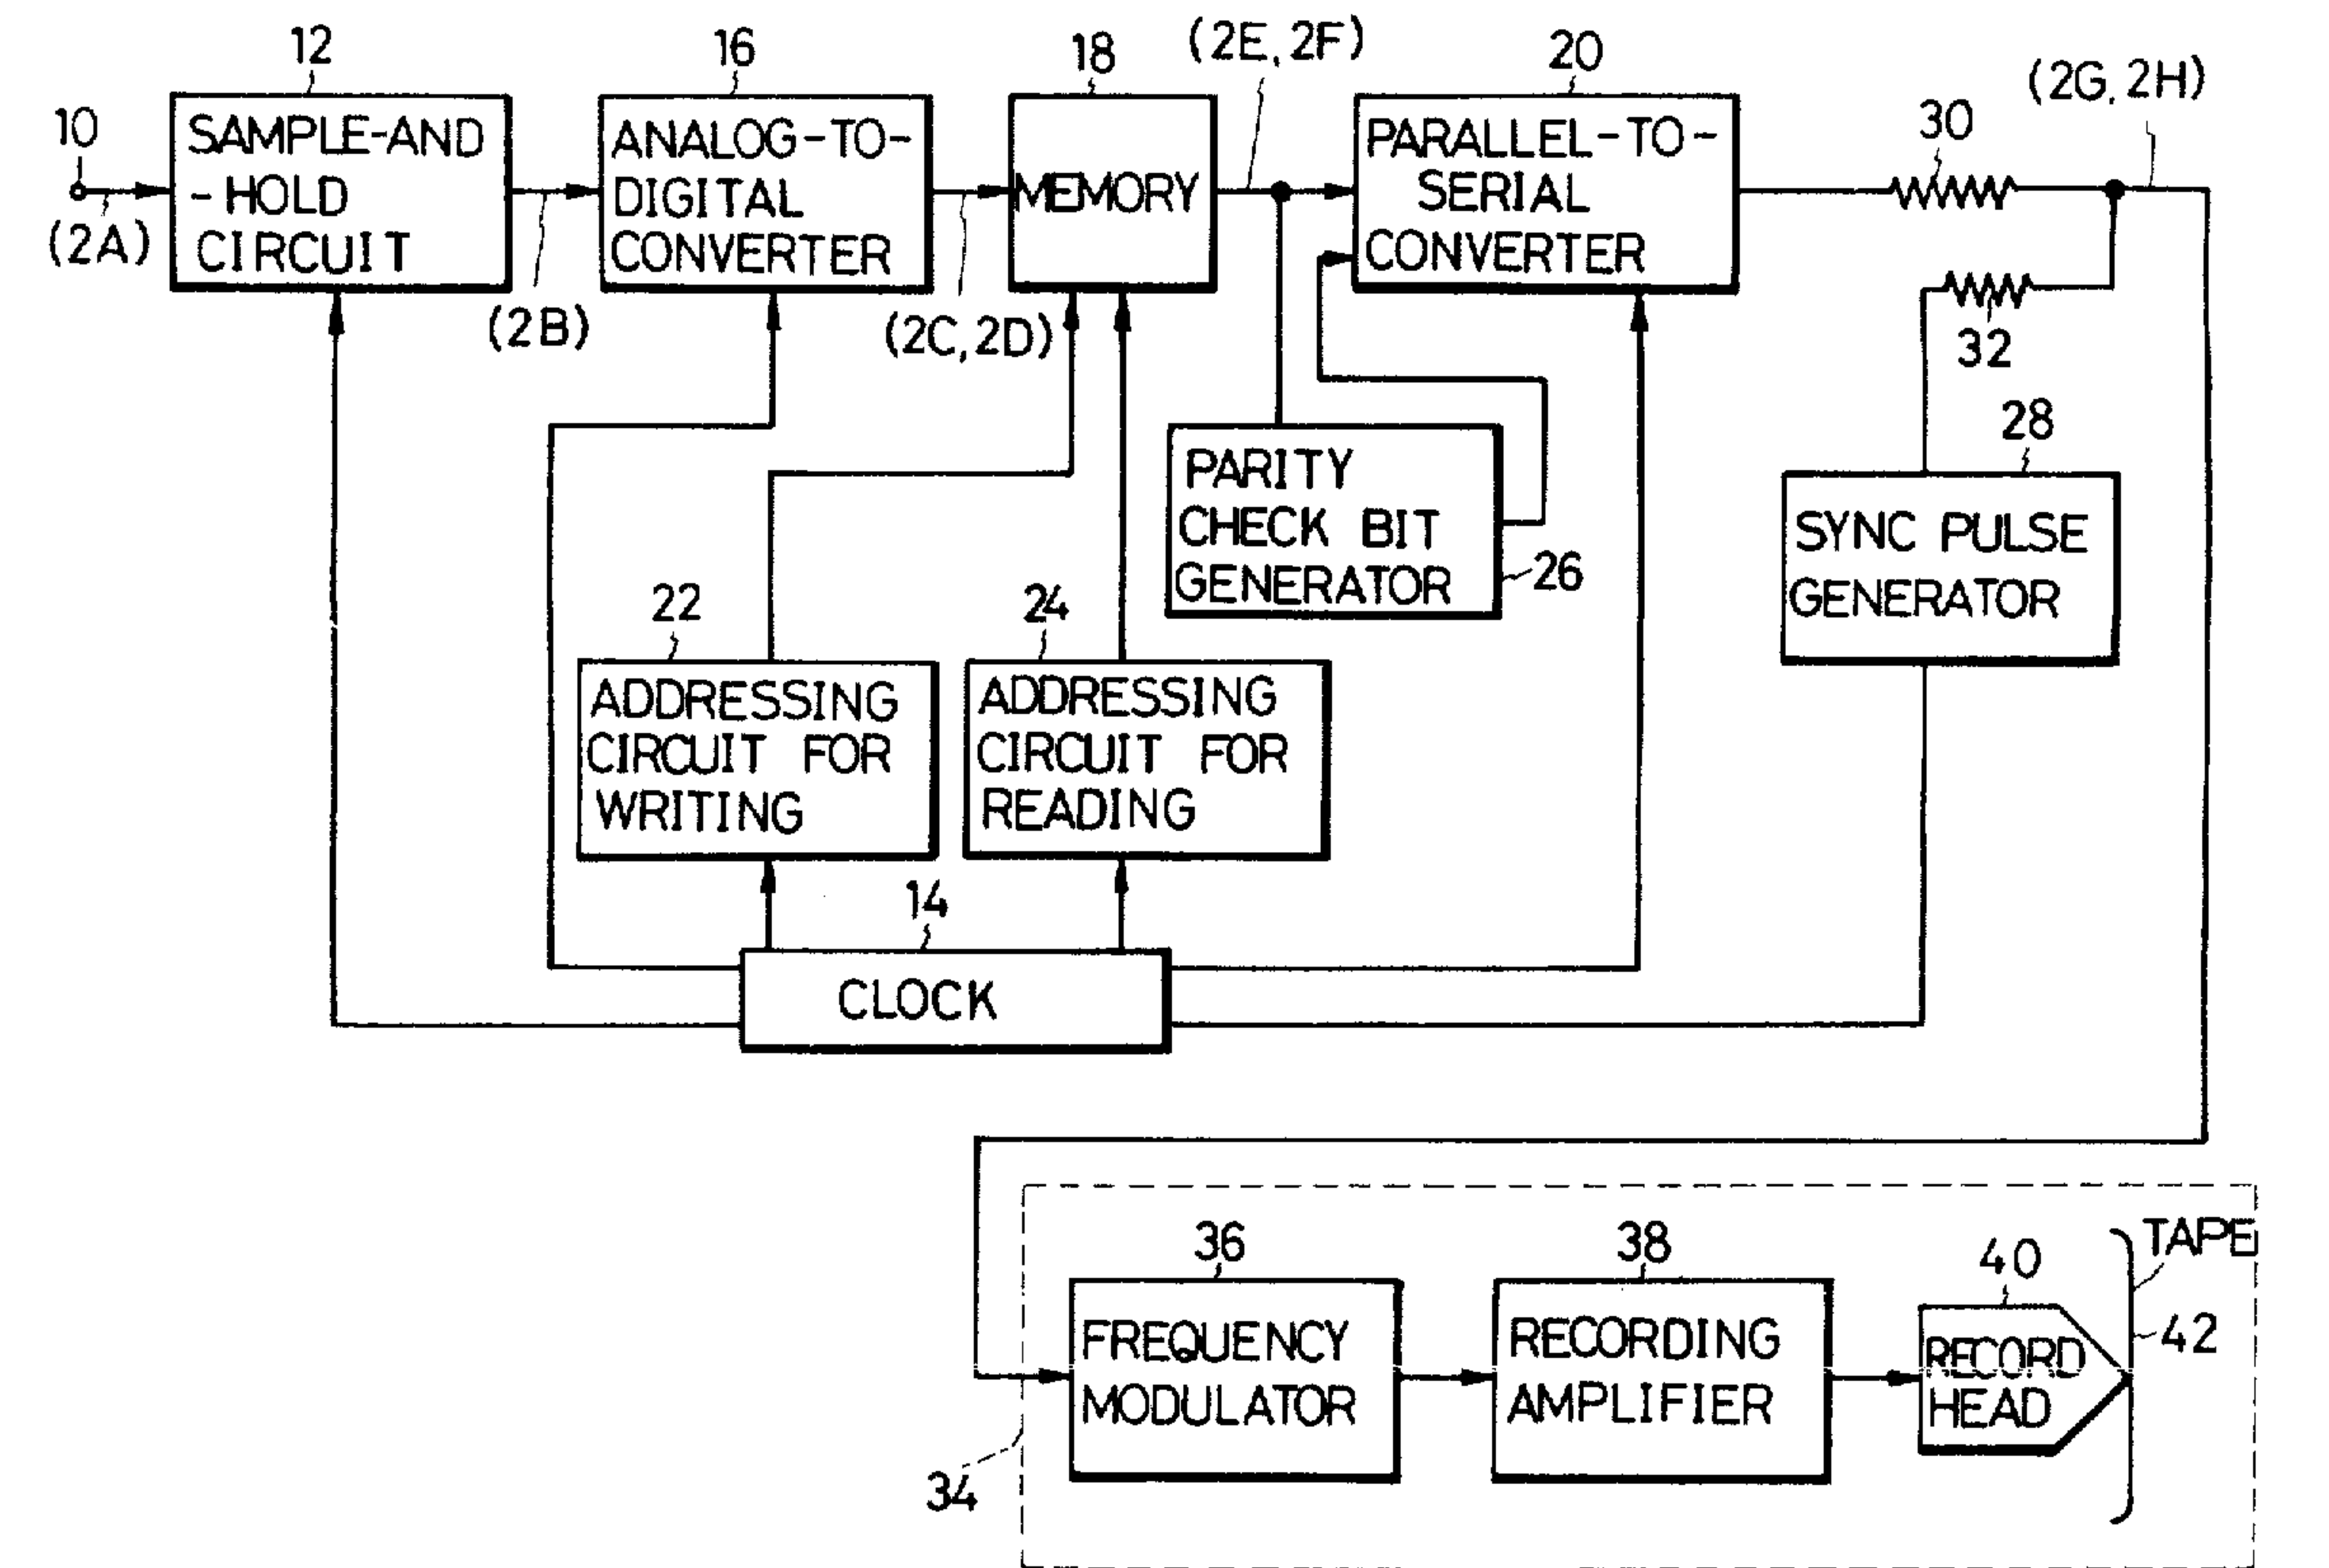 12
16
18
(2E, 2F)
20
(2G, 2H)
10
30
SAMPLE-AND
-HOLD
CIRCUIT
ANALOG-TO-
DIGITAL
CONVERTER
MEMORY
PARALLEL-TO-
SERIAL
CONVERTER
(2A)
(2B)
(2C, 2D)
32
28
PARITY
CHECK BIT
GENERATOR
26
SYNC PULSE
GENERATOR
22
24
ADDRESSING
CIRCUIT FOR
WRITING
ADDRESSING
CIRCUIT FOR
READING
14
CLOCK
36
38
40
TAPE
42
FREQUENCY
MODULATOR
RECORDING
AMPLIFIER
RECORD
HEAD
34